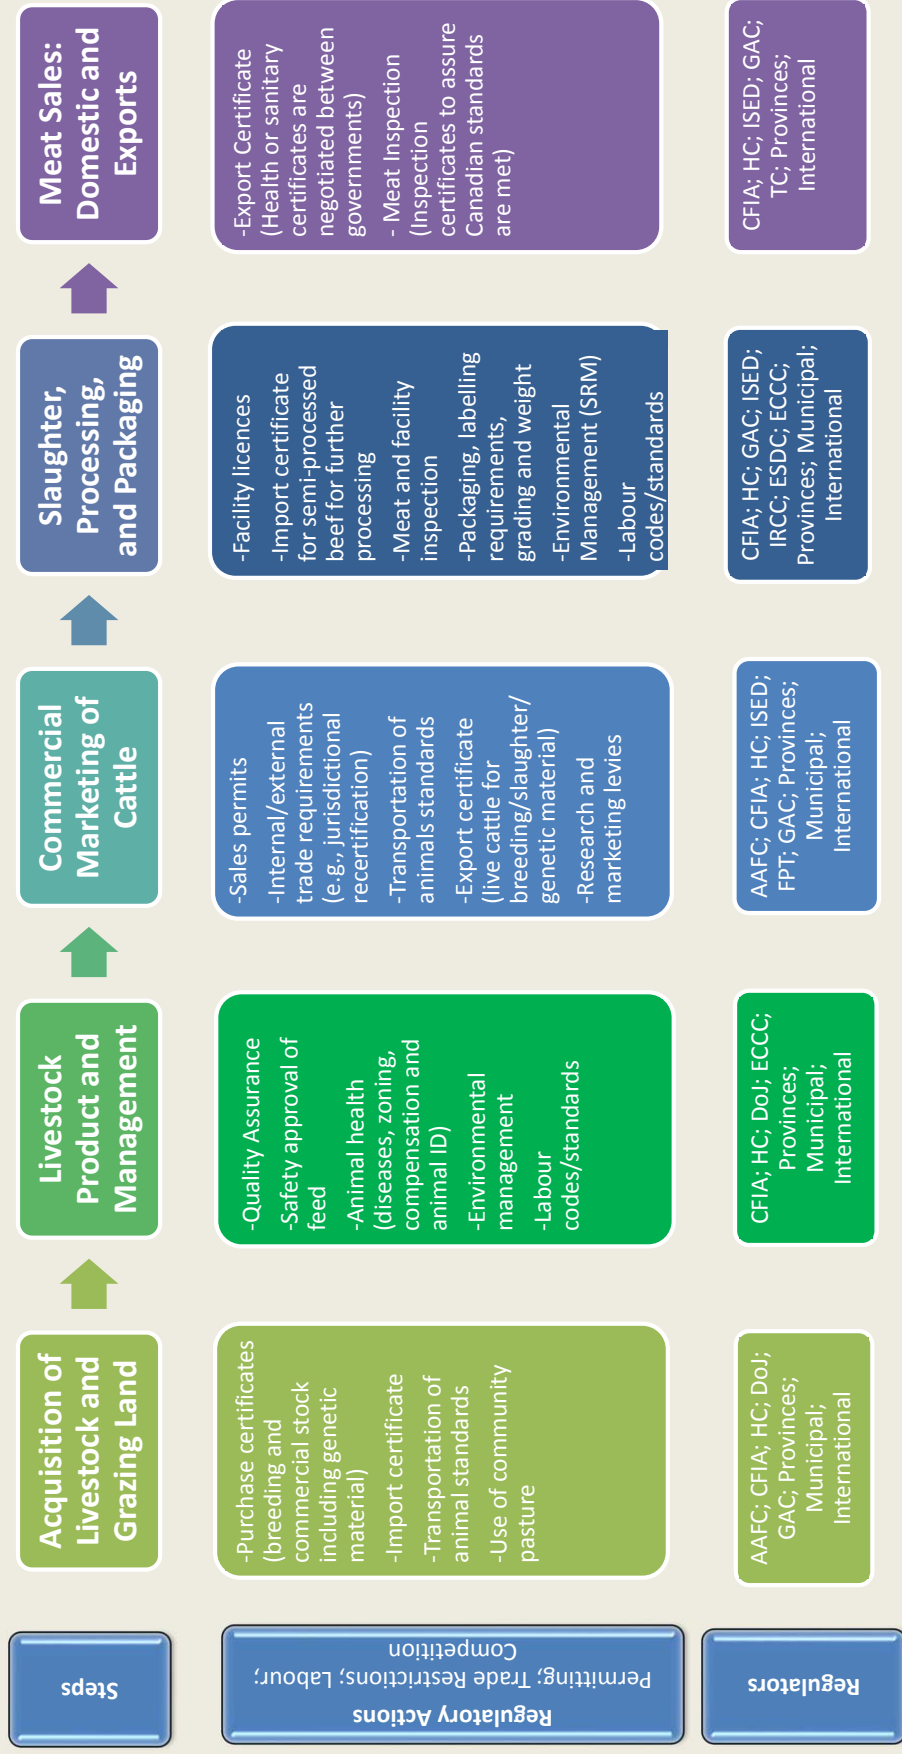 Steps
Acquisition of
Livestock and
Grazing Land
Livestock
Product and
Management
Commercial
Marketing of
Cattle
Slaughter,
Processing,
and Packaging
Meat Sales:
Domestic and
Exports
Regulatory Actions
Permitting; Trade Restrictions; Labour;
Competition
-Purchase certificates
(breeding and
commercial stock
including genetic
material)
-Import certificate
-Transportation of
animal standards
-Use of community
pasture
-Quality Assurance
-Safety approval of
feed
-Animal health
(diseases, zoning,
compensation and
animal ID)
-Environmental
management
-Labour
codes/standards
-Sales permits
-Internal/external
trade requirements
(e.g., jurisdictional
recertification)
-Transportation of
animals standards
-Export certificate
(live cattle for
breeding/slaughter/
genetic material)
-Research and
marketing levies
-Facility licences
-Import certificate
for semi-processed
beef for further
processing
-Meat and facility
inspection
-Packaging, labelling
requirements,
grading and weight
-Environmental
Management (SRM)
-Labour
codes/standards
-Export Certificate
(Health or sanitary
certificates are
negotiated between
governments)
- Meat Inspection
(Inspection
certificates to assure
Canadian standards
are met)
Regulators
AAFC; CFIA; HC; DoJ;
GAC; Provinces;
Municipal;
International
CFIA; HC; DoJ; ECCC;
Provinces;
Municipal;
International
AAFC; CFIA; HC; ISED;
FPT; GAC; Provinces;
Municipal;
International
CFIA; HC; GAC; ISED;
IRCC; ESDC; ECCC;
Provinces; Municipal;
International
CFIA; HC; ISED; GAC;
TC; Provinces;
International